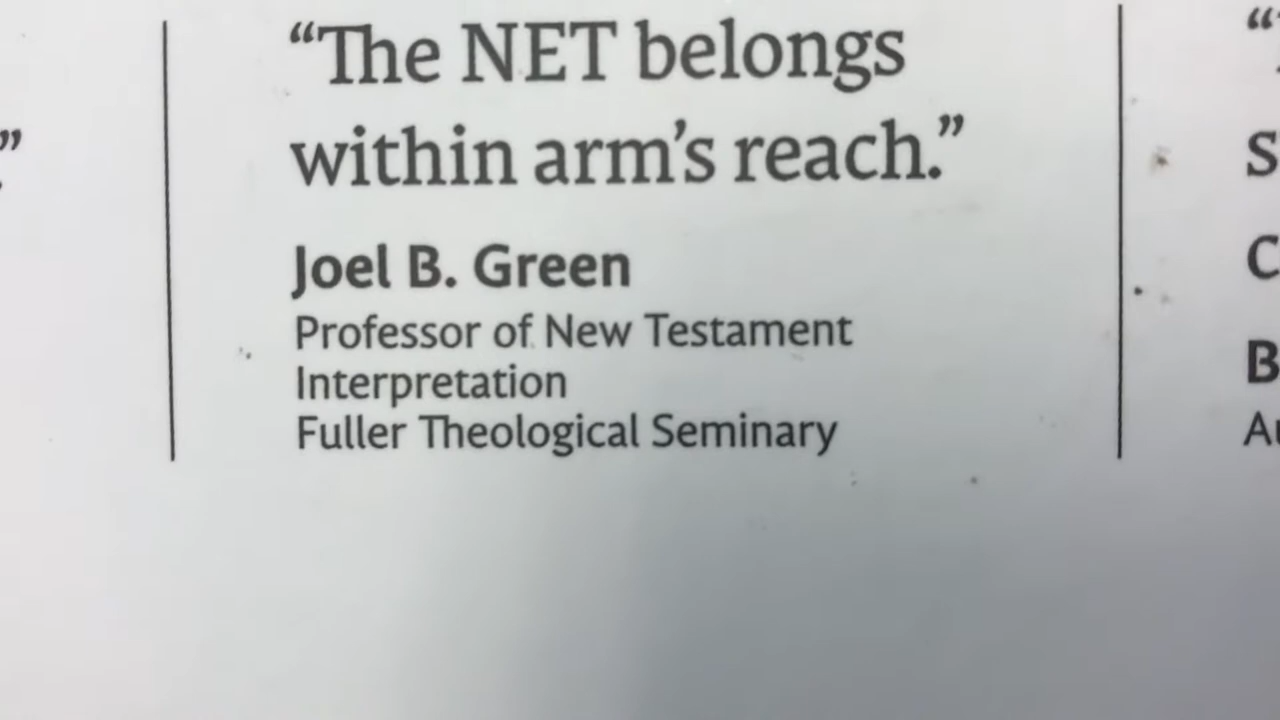 “The NET belongs
within arm’s reach.”
Joel B. Green
Professor of New Testament
Interpretation
Fuller Theological Seminary